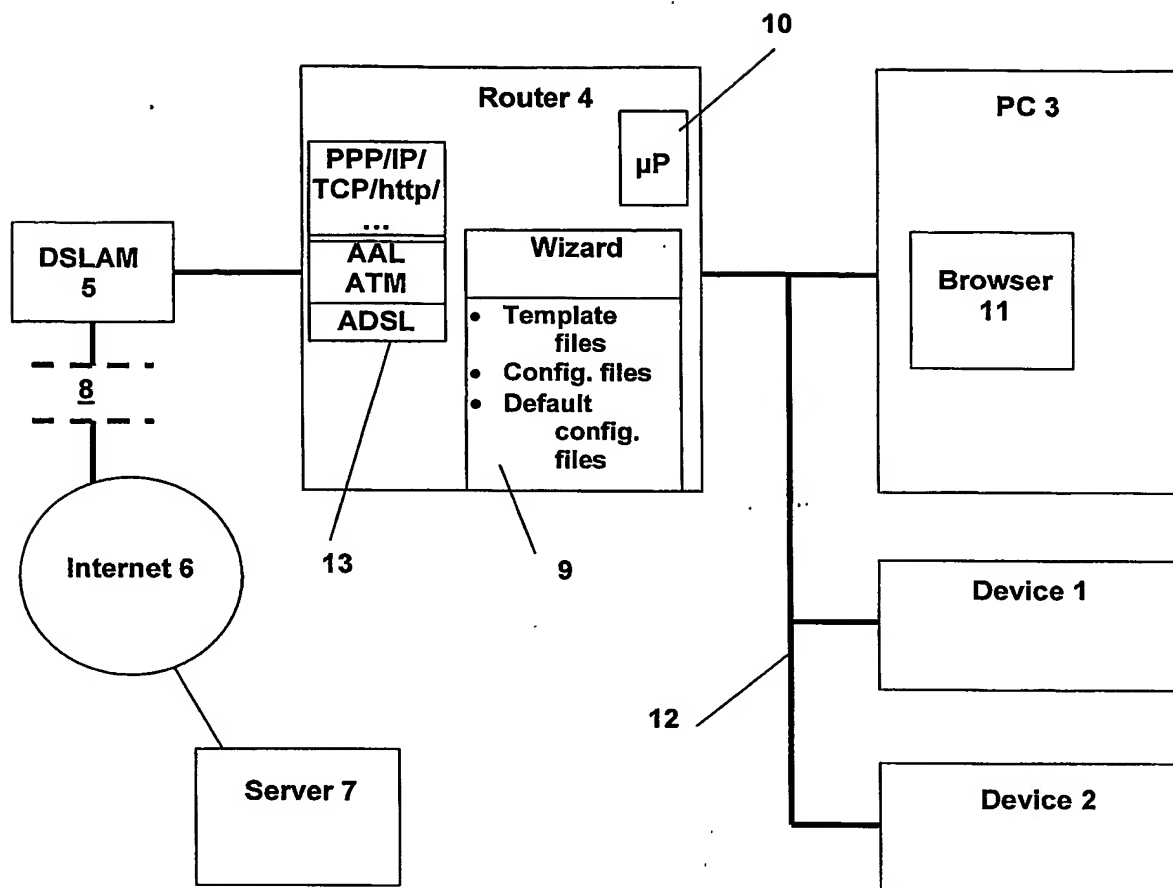 10
Router 4
PC 3
µP
PPP/IP/
TCP/http/
...
AAL
ATM
ADSL
Wizard
• Template
files
• Config. files
• Default
config.
files
DSLAM
5
Browser
11
8
13
9
Internet 6
Device 1
12
Server 7
Device 2